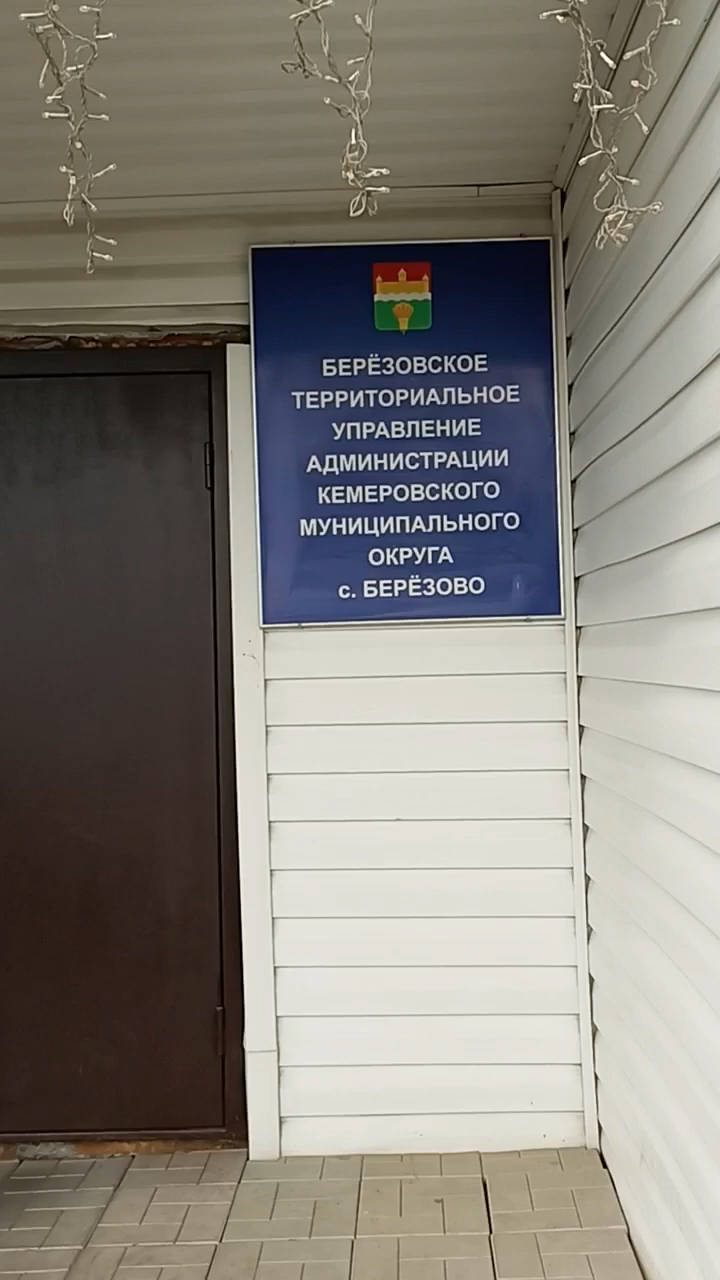 БЕРЁЗОВСКОЕ
ТЕРРИТОРИАЛЬНОЕ
УПРАВЛЕНИЕ
АДМИНИСТРАЦИИ
КЕМЕРОВСКОГО
МУНИЦИПАЛЬНОГО
ОКРУГА
с. БЕРЁЗОВО